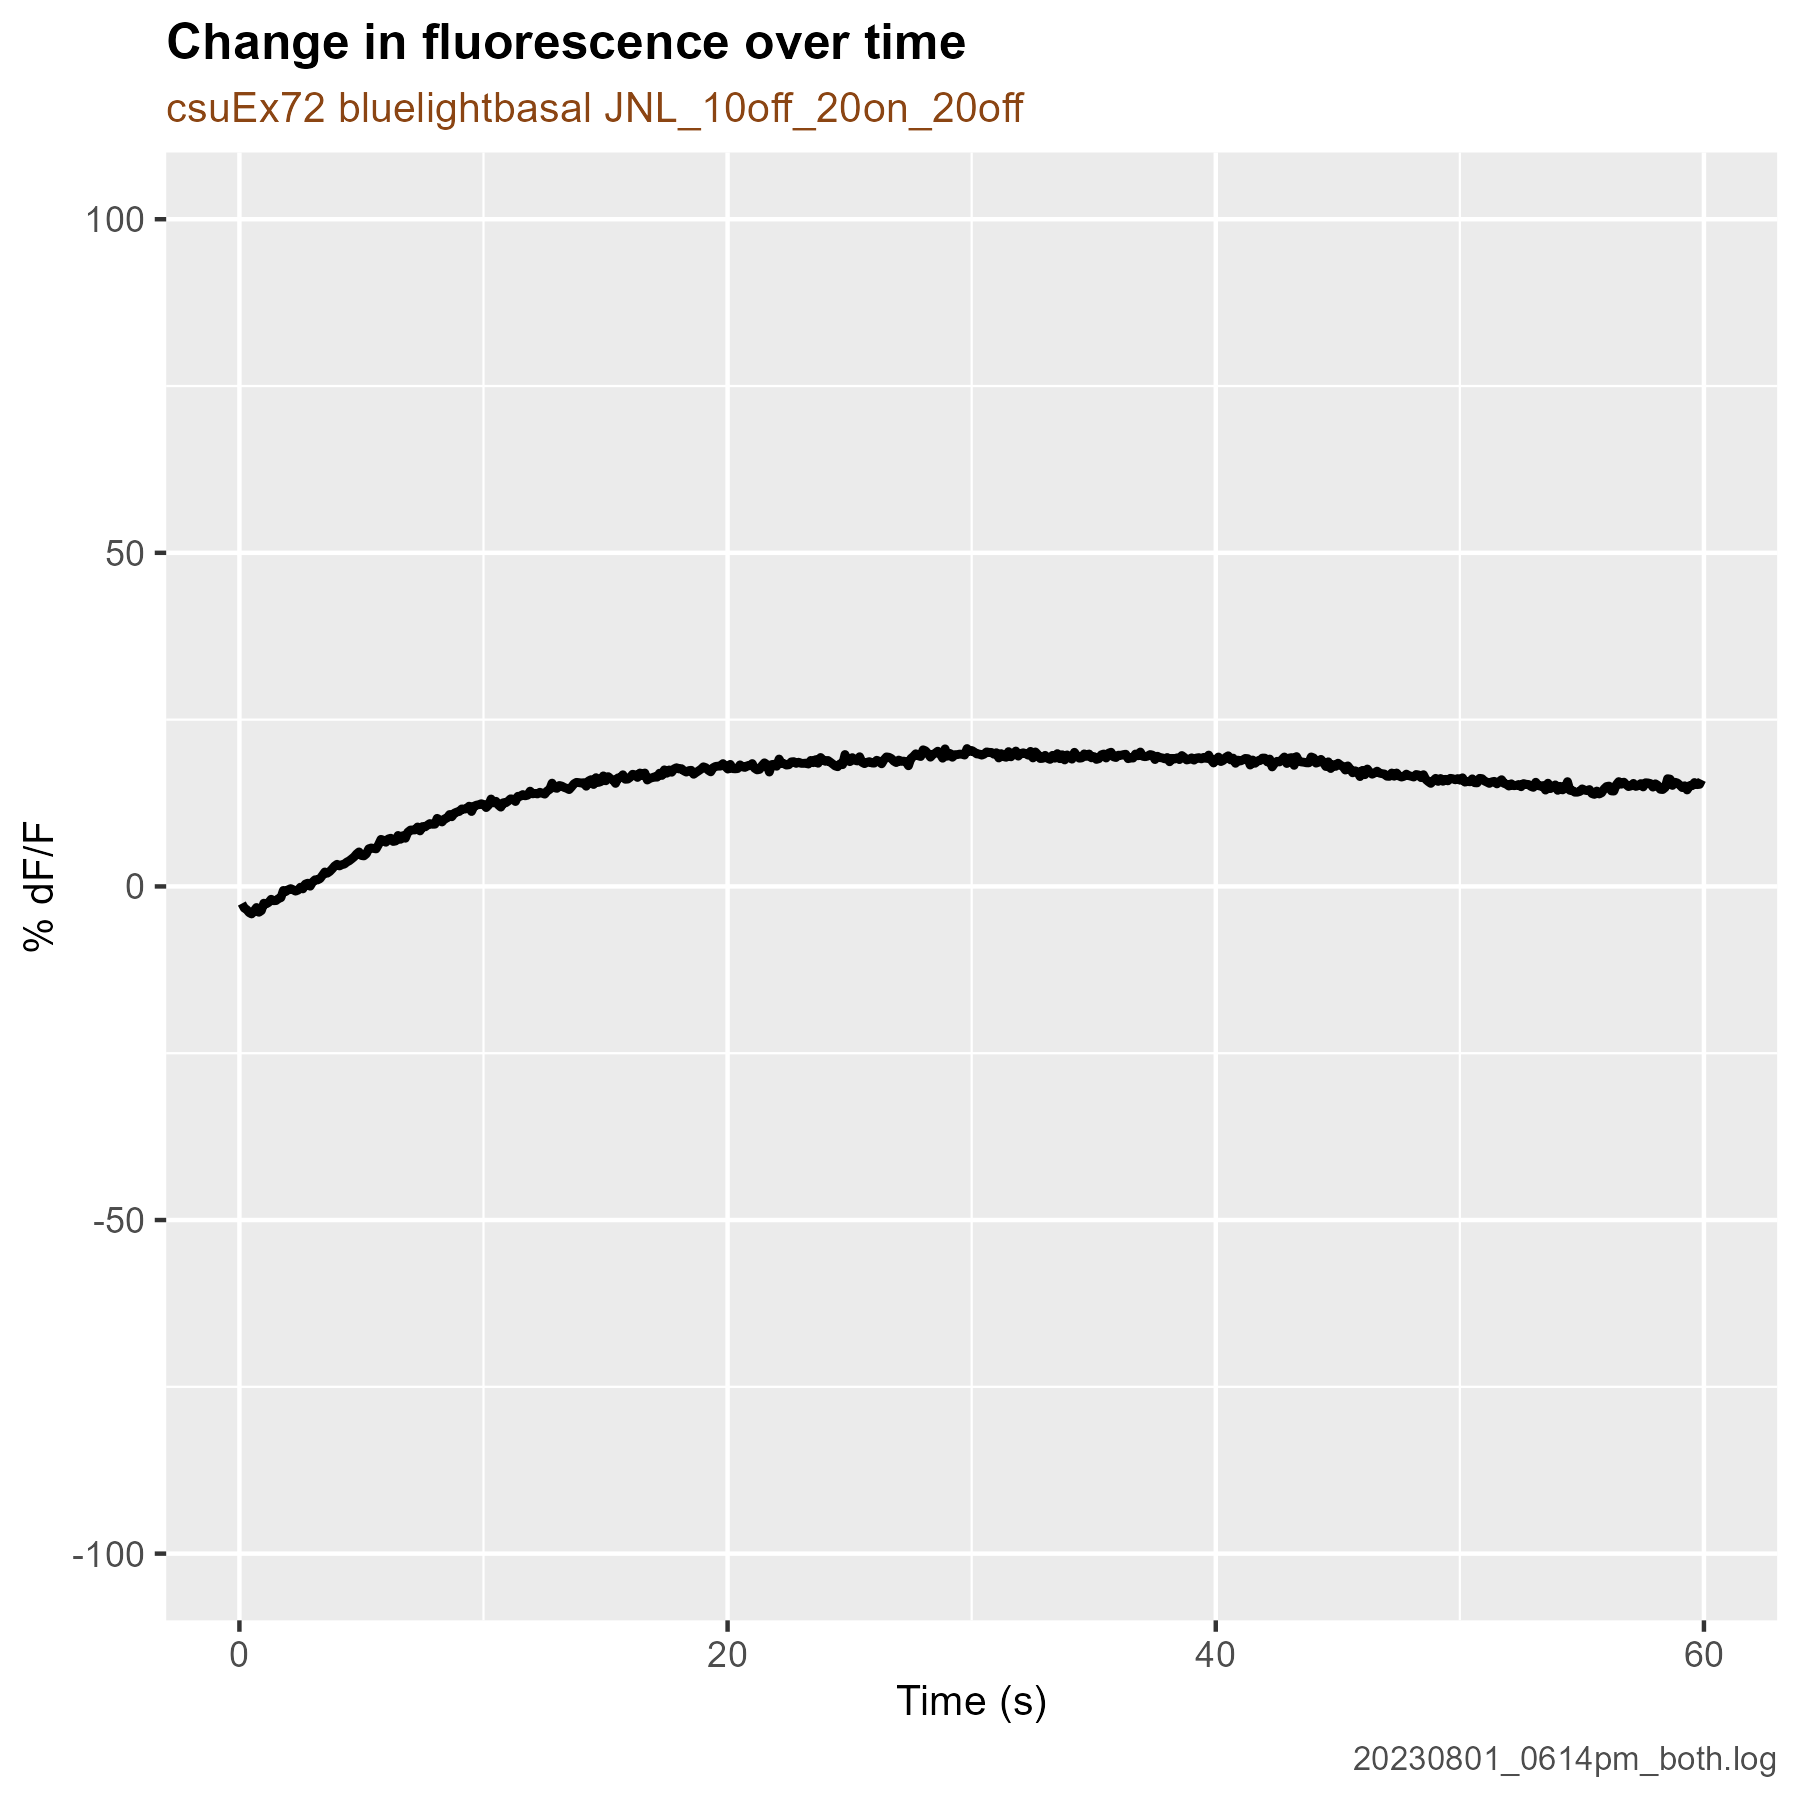 Change in fluorescence over time
csuEx72 bluelightbasal JNL_10off_20on_20off
100
50
0
-50
-100
% dF/F
0 20 40 60
Time (s)
20230801_0614pm_both.log